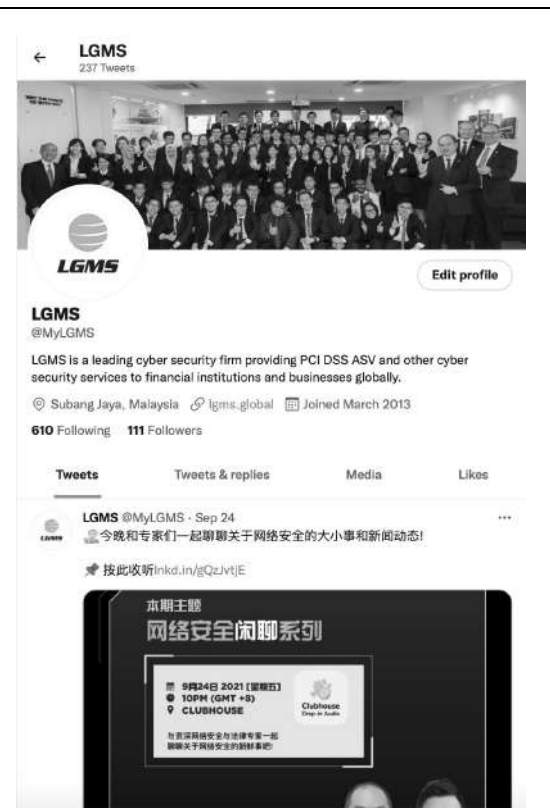 LGMS
237 Tweets
LGMS
Edit profile
LGMS
@MyLGMS
LGMS is a leading cyber security firm providing PCI DSS ASV and other cyber
security services to financial institutions and businesses globally.
Subang Jaya, Malaysia lgms.global Joined March 2013
610 Following 111 Followers
Tweets Tweets & replies Media Likes
LGMS @MyLGMS · Sep 24
今晚和专家们一起聊聊关于网络安全的大小事和新闻动态!
按此收听lnkd.in/gQzJvtjE
本期主题
网络安全闲聊系列
9月24日 2021 [星期五]
10PM (GMT +8)
CLUBHOUSE
Clubhouse
Drop-in Audio
与资深网络安全与法律专家一起
聊聊关于网络安全的新鲜事吧!